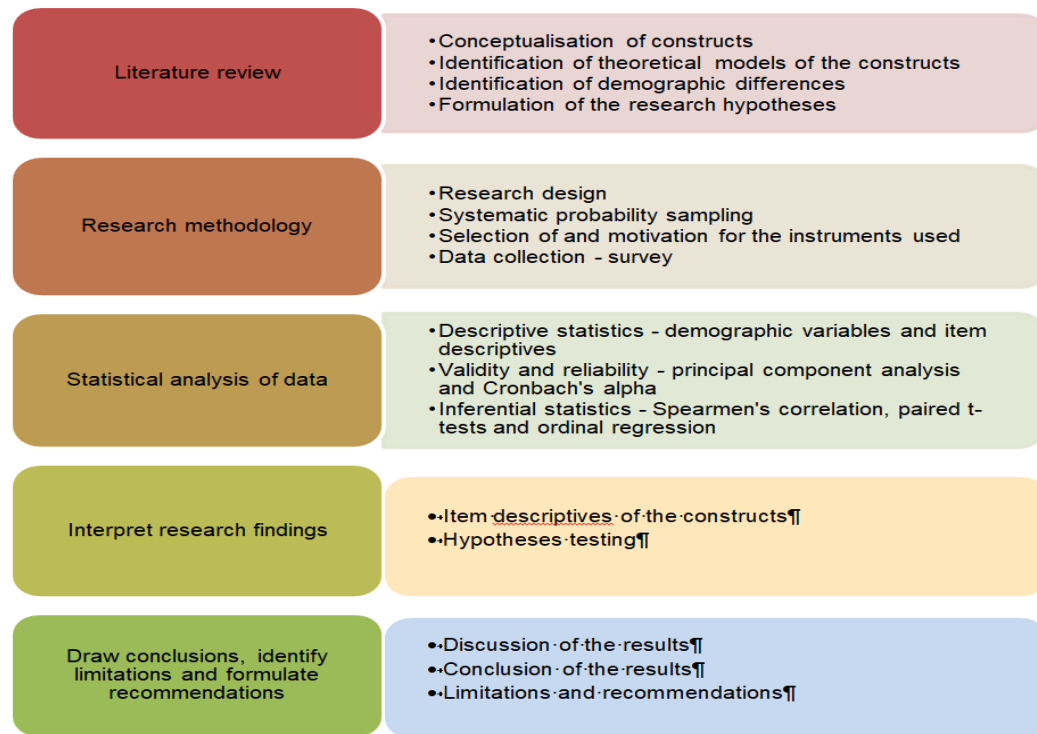 Literature review
•Conceptualisation of constructs
•Identification of theoretical models of the constructs
•Identification of demographic differences
•Formulation of the research hypotheses
Research methodology
•Research design
•Systematic probability sampling
•Selection of and motivation for the instruments used
•Data collection - survey
Statistical analysis of data
•Descriptive statistics - demographic variables and item
descriptives
•Validity and reliability - principal component analysis
and Cronbach's alpha
•Inferential statistics - Spearmen's correlation, paired t-
tests and ordinal regression
Interpret research findings
•→Item·descriptives·of·the·constructs¶
•→Hypotheses·testing¶
Draw conclusions, identify
limitations and formulate
recommendations
•→Discussion·of·the·results¶
•→Conclusion·of·the·results¶
•→Limitations·and·recommendations¶